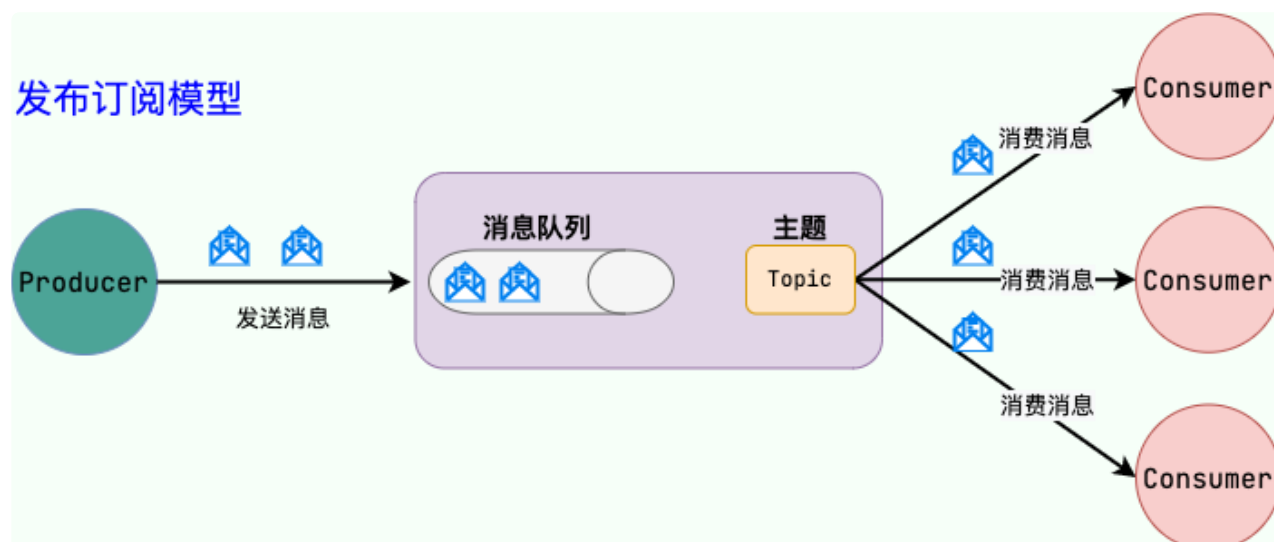 发布订阅模型
Producer
发送消息
消息队列
主题
Topic
消费消息
消费消息
消费消息
Consumer
Consumer
Consumer